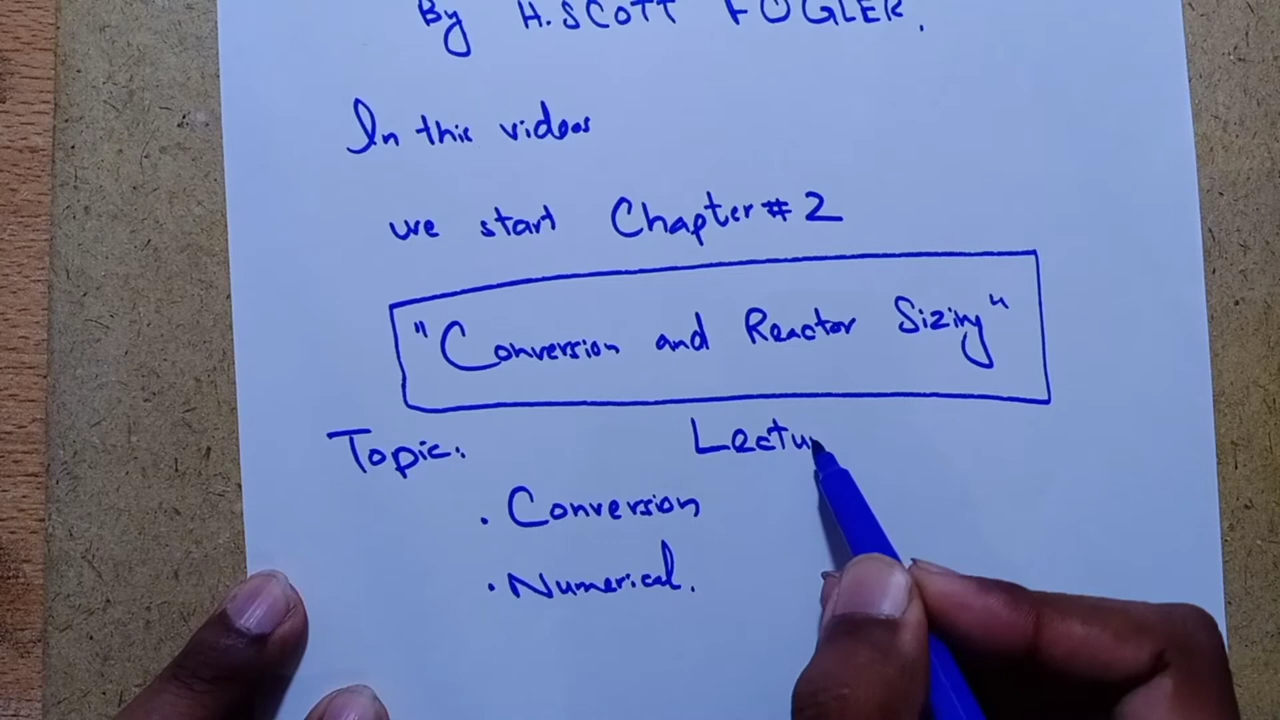 By H. SCOTT FOGLER.
In this videos
we start Chapter # 2
"Conversion and Reactor Sizing"
Topic: Lectu
. Conversion
. Numerical.